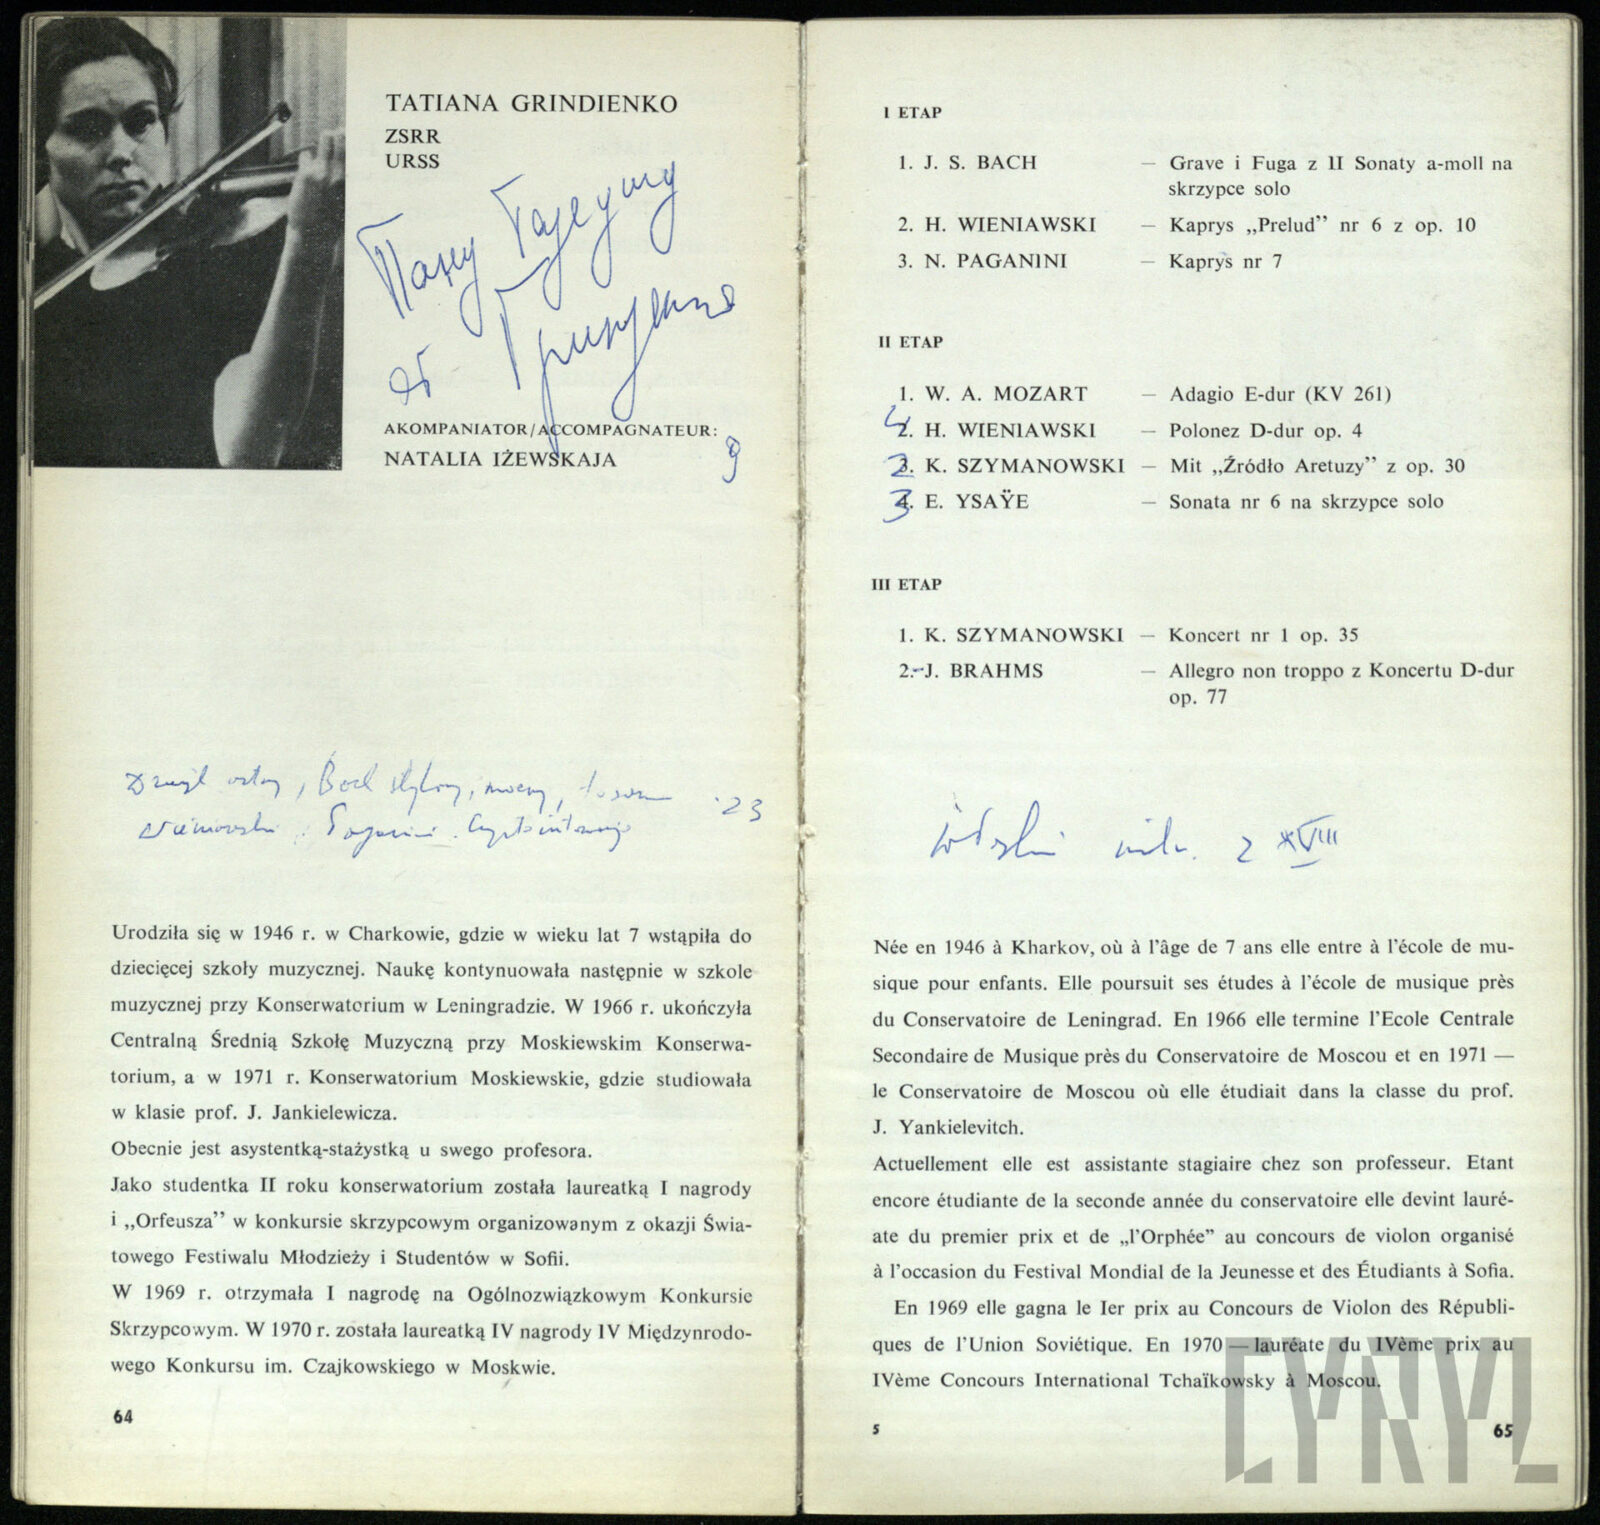 TATIANA GRINDIENKO
ZSRR
URSS
Пану Тадеушу
от Гринденко
AKOMPANIATOR/ACCOMPAGNATEUR:
NATALIA IŻEWSKAJA
9
Bach
23
Urodziła się w 1946 r. w Charkowie, gdzie w wieku lat 7 wstąpiła do
dziecięcej szkoły muzycznej. Naukę kontynuowała następnie w szkole
muzycznej przy Konserwatorium w Leningradzie. W 1966 r. ukończyła
Centralną Średnią Szkołę Muzyczną przy Moskiewskim Konserwa-
torium, a w 1971 r. Konserwatorium Moskiewskie, gdzie studiowała
w klasie prof. J. Jankielewicza.
Obecnie jest asystentką-stażystką u swego profesora.
Jako studentka II roku konserwatorium została laureatką I nagrody
i „Orfeusza” w konkursie skrzypcowym organizowanym z okazji Świa-
towego Festiwalu Młodzieży i Studentów w Sofii.
W 1969 r. otrzymała I nagrodę na Ogólnozwiązkowym Konkursie
Skrzypcowym. W 1970 r. została laureatką IV nagrody IV Międzynrodo-
wego Konkursu im. Czajkowskiego w Moskwie.
64
I ETAP
1. J. S. BACH — Grave i Fuga z II Sonaty a-moll na
skrzypce solo
2. H. WIENIAWSKI — Kaprys „Prelud” nr 6 z op. 10
3. N. PAGANINI — Kaprys nr 7
II ETAP
1. W. A. MOZART — Adagio E-dur (KV 261)
4
2. H. WIENIAWSKI — Polonez D-dur op. 4
2
3. K. SZYMANOWSKI — Mit „Źródło Aretuzy” z op. 30
3
4. E. YSAŸE — Sonata nr 6 na skrzypce solo
III ETAP
1. K. SZYMANOWSKI — Koncert nr 1 op. 35
2. J. BRAHMS — Allegro non troppo z Koncertu D-dur
op. 77
z XVIII
Née en 1946 à Kharkov, où à l’âge de 7 ans elle entre à l’école de mu-
sique pour enfants. Elle poursuit ses études à l’école de musique près
du Conservatoire de Leningrad. En 1966 elle termine l’Ecole Centrale
Secondaire de Musique près du Conservatoire de Moscou et en 1971 —
le Conservatoire de Moscou où elle étudiait dans la classe du prof.
J. Yankielevitch.
Actuellement elle est assistante stagiaire chez son professeur. Etant
encore étudiante de la seconde année du conservatoire elle devint lauré-
ate du premier prix et de „l’Orphée” au concours de violon organisé
à l’occasion du Festival Mondial de la Jeunesse et des Étudiants à Sofia.
En 1969 elle gagna le Ier prix au Concours de Violon des Républi-
ques de l’Union Soviétique. En 1970 — lauréate du IVème prix au
IVème Concours International Tchaïkowsky à Moscou.
5
65
CYRYL